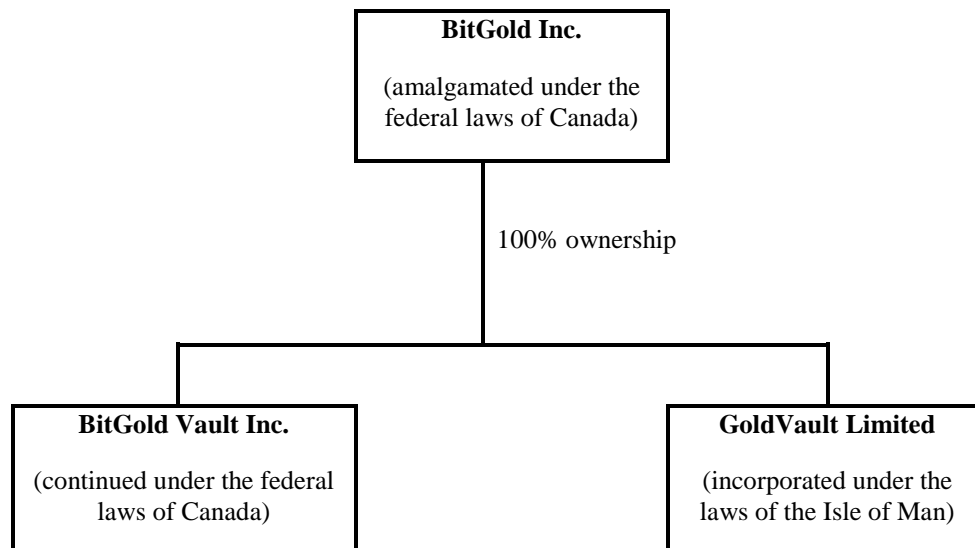 BitGold Inc.
(amalgamated under the
federal laws of Canada)
100% ownership
BitGold Vault Inc.
(continued under the federal
laws of Canada)
GoldVault Limited
(incorporated under the
laws of the Isle of Man)